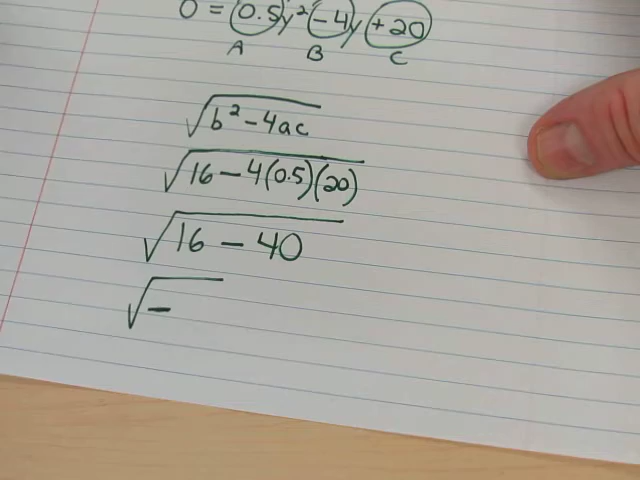 0 = 0.5y² - 4y + 20
A B C
√b² - 4ac
√16 - 4(0.5)(20)
√16 - 40
√-